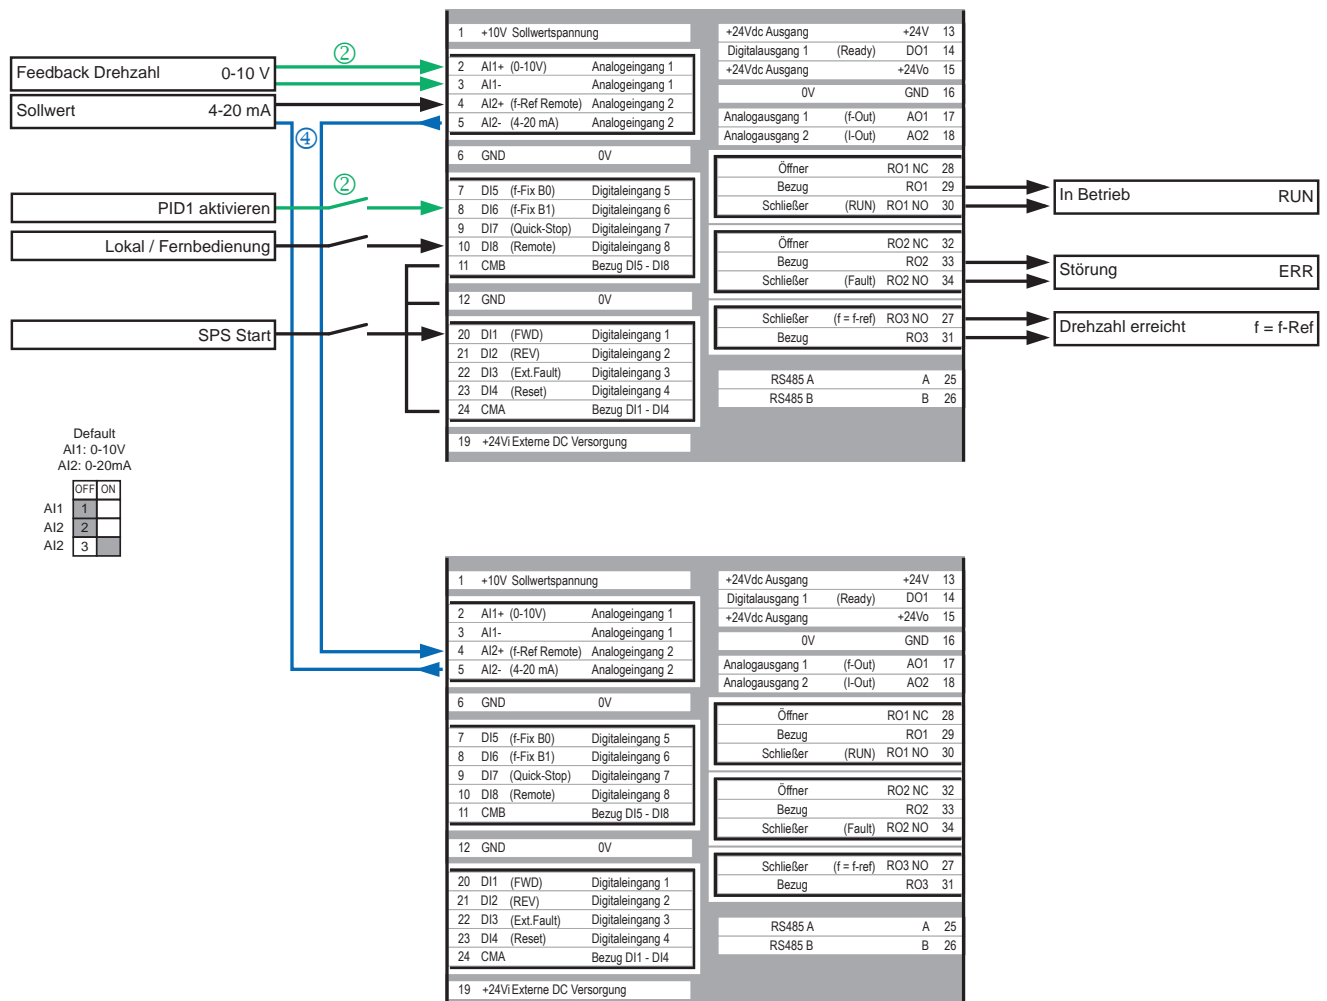 Feedback Drehzahl 0-10 V
Sollwert 4-20 mA
②
④
②
PID1 aktivieren
Lokal / Fernbedienung
SPS Start
Default
AI1: 0-10V
AI2: 0-20mA
OFF ON
AI1 1
AI2 2
AI2 3
1 +10V Sollwertspannung
2 AI1+ (0-10V) Analogeingang 1
3 AI1- Analogeingang 1
4 AI2+ (f-Ref Remote) Analogeingang 2
5 AI2- (4-20 mA) Analogeingang 2
6 GND 0V
7 DI5 (f-Fix B0) Digitaleingang 5
8 DI6 (f-Fix B1) Digitaleingang 6
9 DI7 (Quick-Stop) Digitaleingang 7
10 DI8 (Remote) Digitaleingang 8
11 CMB Bezug DI5 - DI8
12 GND 0V
20 DI1 (FWD) Digitaleingang 1
21 DI2 (REV) Digitaleingang 2
22 DI3 (Ext.Fault) Digitaleingang 3
23 DI4 (Reset) Digitaleingang 4
24 CMA Bezug DI1 - DI4
19 +24Vi Externe DC Versorgung
+24Vdc Ausgang +24V 13
Digitalausgang 1 (Ready) DO1 14
+24Vdc Ausgang +24Vo 15
0V GND 16
Analogausgang 1 (f-Out) AO1 17
Analogausgang 2 (I-Out) AO2 18
Öffner RO1 NC 28
Bezug RO1 29
Schließer (RUN) RO1 NO 30
Öffner RO2 NC 32
Bezug RO2 33
Schließer (Fault) RO2 NO 34
Schließer (f = f-ref) RO3 NO 27
Bezug RO3 31
RS485 A A 25
RS485 B B 26
In Betrieb RUN
Störung ERR
Drehzahl erreicht f = f-Ref
1 +10V Sollwertspannung
2 AI1+ (0-10V) Analogeingang 1
3 AI1- Analogeingang 1
4 AI2+ (f-Ref Remote) Analogeingang 2
5 AI2- (4-20 mA) Analogeingang 2
6 GND 0V
7 DI5 (f-Fix B0) Digitaleingang 5
8 DI6 (f-Fix B1) Digitaleingang 6
9 DI7 (Quick-Stop) Digitaleingang 7
10 DI8 (Remote) Digitaleingang 8
11 CMB Bezug DI5 - DI8
12 GND 0V
20 DI1 (FWD) Digitaleingang 1
21 DI2 (REV) Digitaleingang 2
22 DI3 (Ext.Fault) Digitaleingang 3
23 DI4 (Reset) Digitaleingang 4
24 CMA Bezug DI1 - DI4
19 +24Vi Externe DC Versorgung
+24Vdc Ausgang +24V 13
Digitalausgang 1 (Ready) DO1 14
+24Vdc Ausgang +24Vo 15
0V GND 16
Analogausgang 1 (f-Out) AO1 17
Analogausgang 2 (I-Out) AO2 18
Öffner RO1 NC 28
Bezug RO1 29
Schließer (RUN) RO1 NO 30
Öffner RO2 NC 32
Bezug RO2 33
Schließer (Fault) RO2 NO 34
Schließer (f = f-ref) RO3 NO 27
Bezug RO3 31
RS485 A A 25
RS485 B B 26